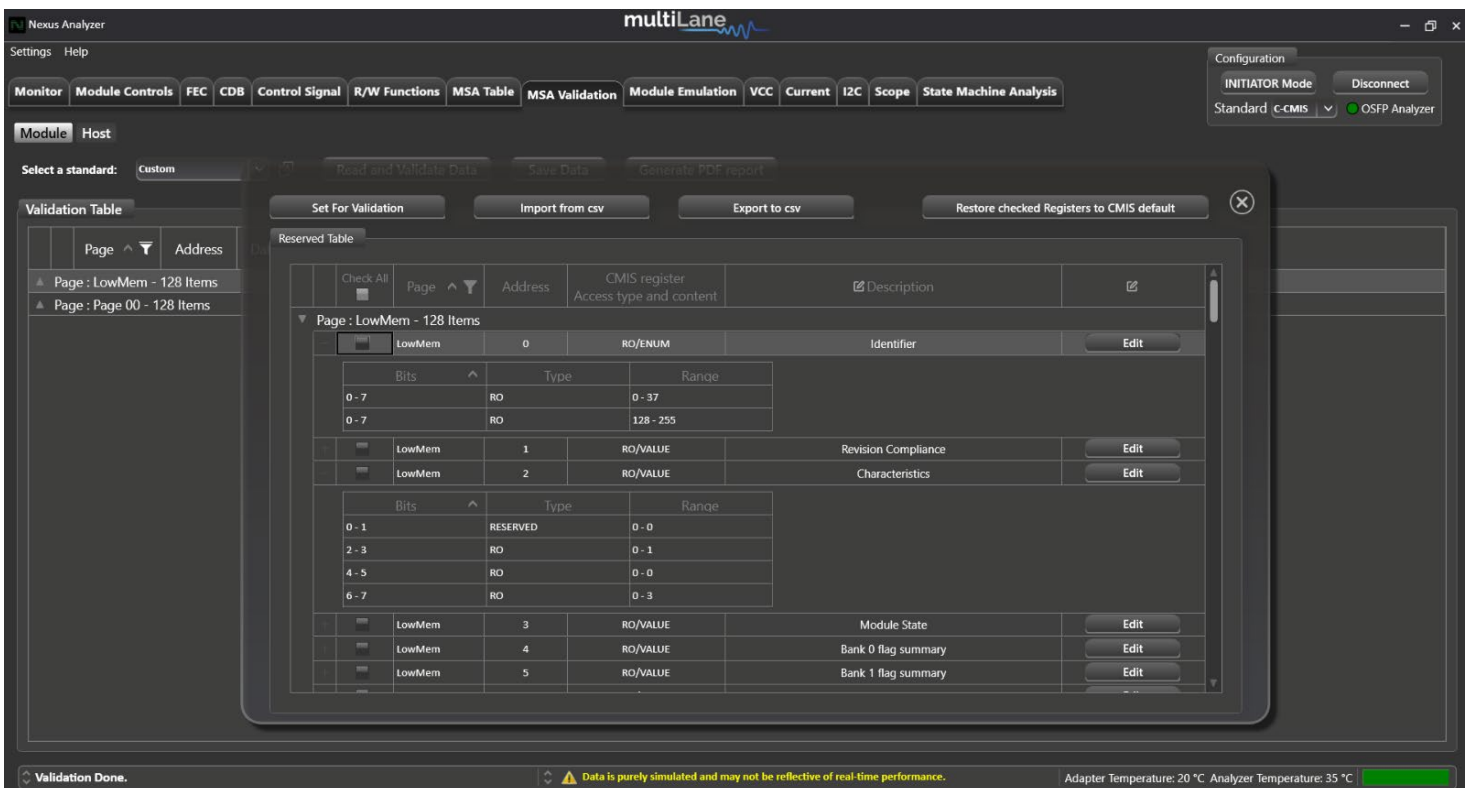 Nexus Analyzer
multiLane
Settings Help
Configuration
INITIATOR Mode Disconnect
Standard C-CMIS OSFP Analyzer
Monitor Module Controls FEC CDB Control Signal R/W Functions MSA Table MSA Validation Module Emulation VCC Current I2C Scope State Machine Analysis
Module Host
Select a standard: Custom Read and Validate Data Save Data Generate PDF report
Validation Table
Page Address
Page : LowMem - 128 Items
Page : Page 00 - 128 Items
Set For Validation Import from csv Export to csv Restore checked Registers to CMIS default
Reserved Table
Check All Page Address CMIS register Access type and content Description
Page : LowMem - 128 Items
LowMem 0 RO/ENUM Identifier Edit
Bits Type Range
0 - 7 RO 0 - 37
0 - 7 RO 128 - 255
LowMem 1 RO/VALUE Revision Compliance Edit
LowMem 2 RO/VALUE Characteristics Edit
Bits Type Range
0 - 1 RESERVED 0 - 0
2 - 3 RO 0 - 1
4 - 5 RO 0 - 0
6 - 7 RO 0 - 3
LowMem 3 RO/VALUE Module State Edit
LowMem 4 RO/VALUE Bank 0 flag summary Edit
LowMem 5 RO/VALUE Bank 1 flag summary Edit
Validation Done.
Data is purely simulated and may not be reflective of real-time performance.
Adapter Temperature: 20 °C Analyzer Temperature: 35 °C